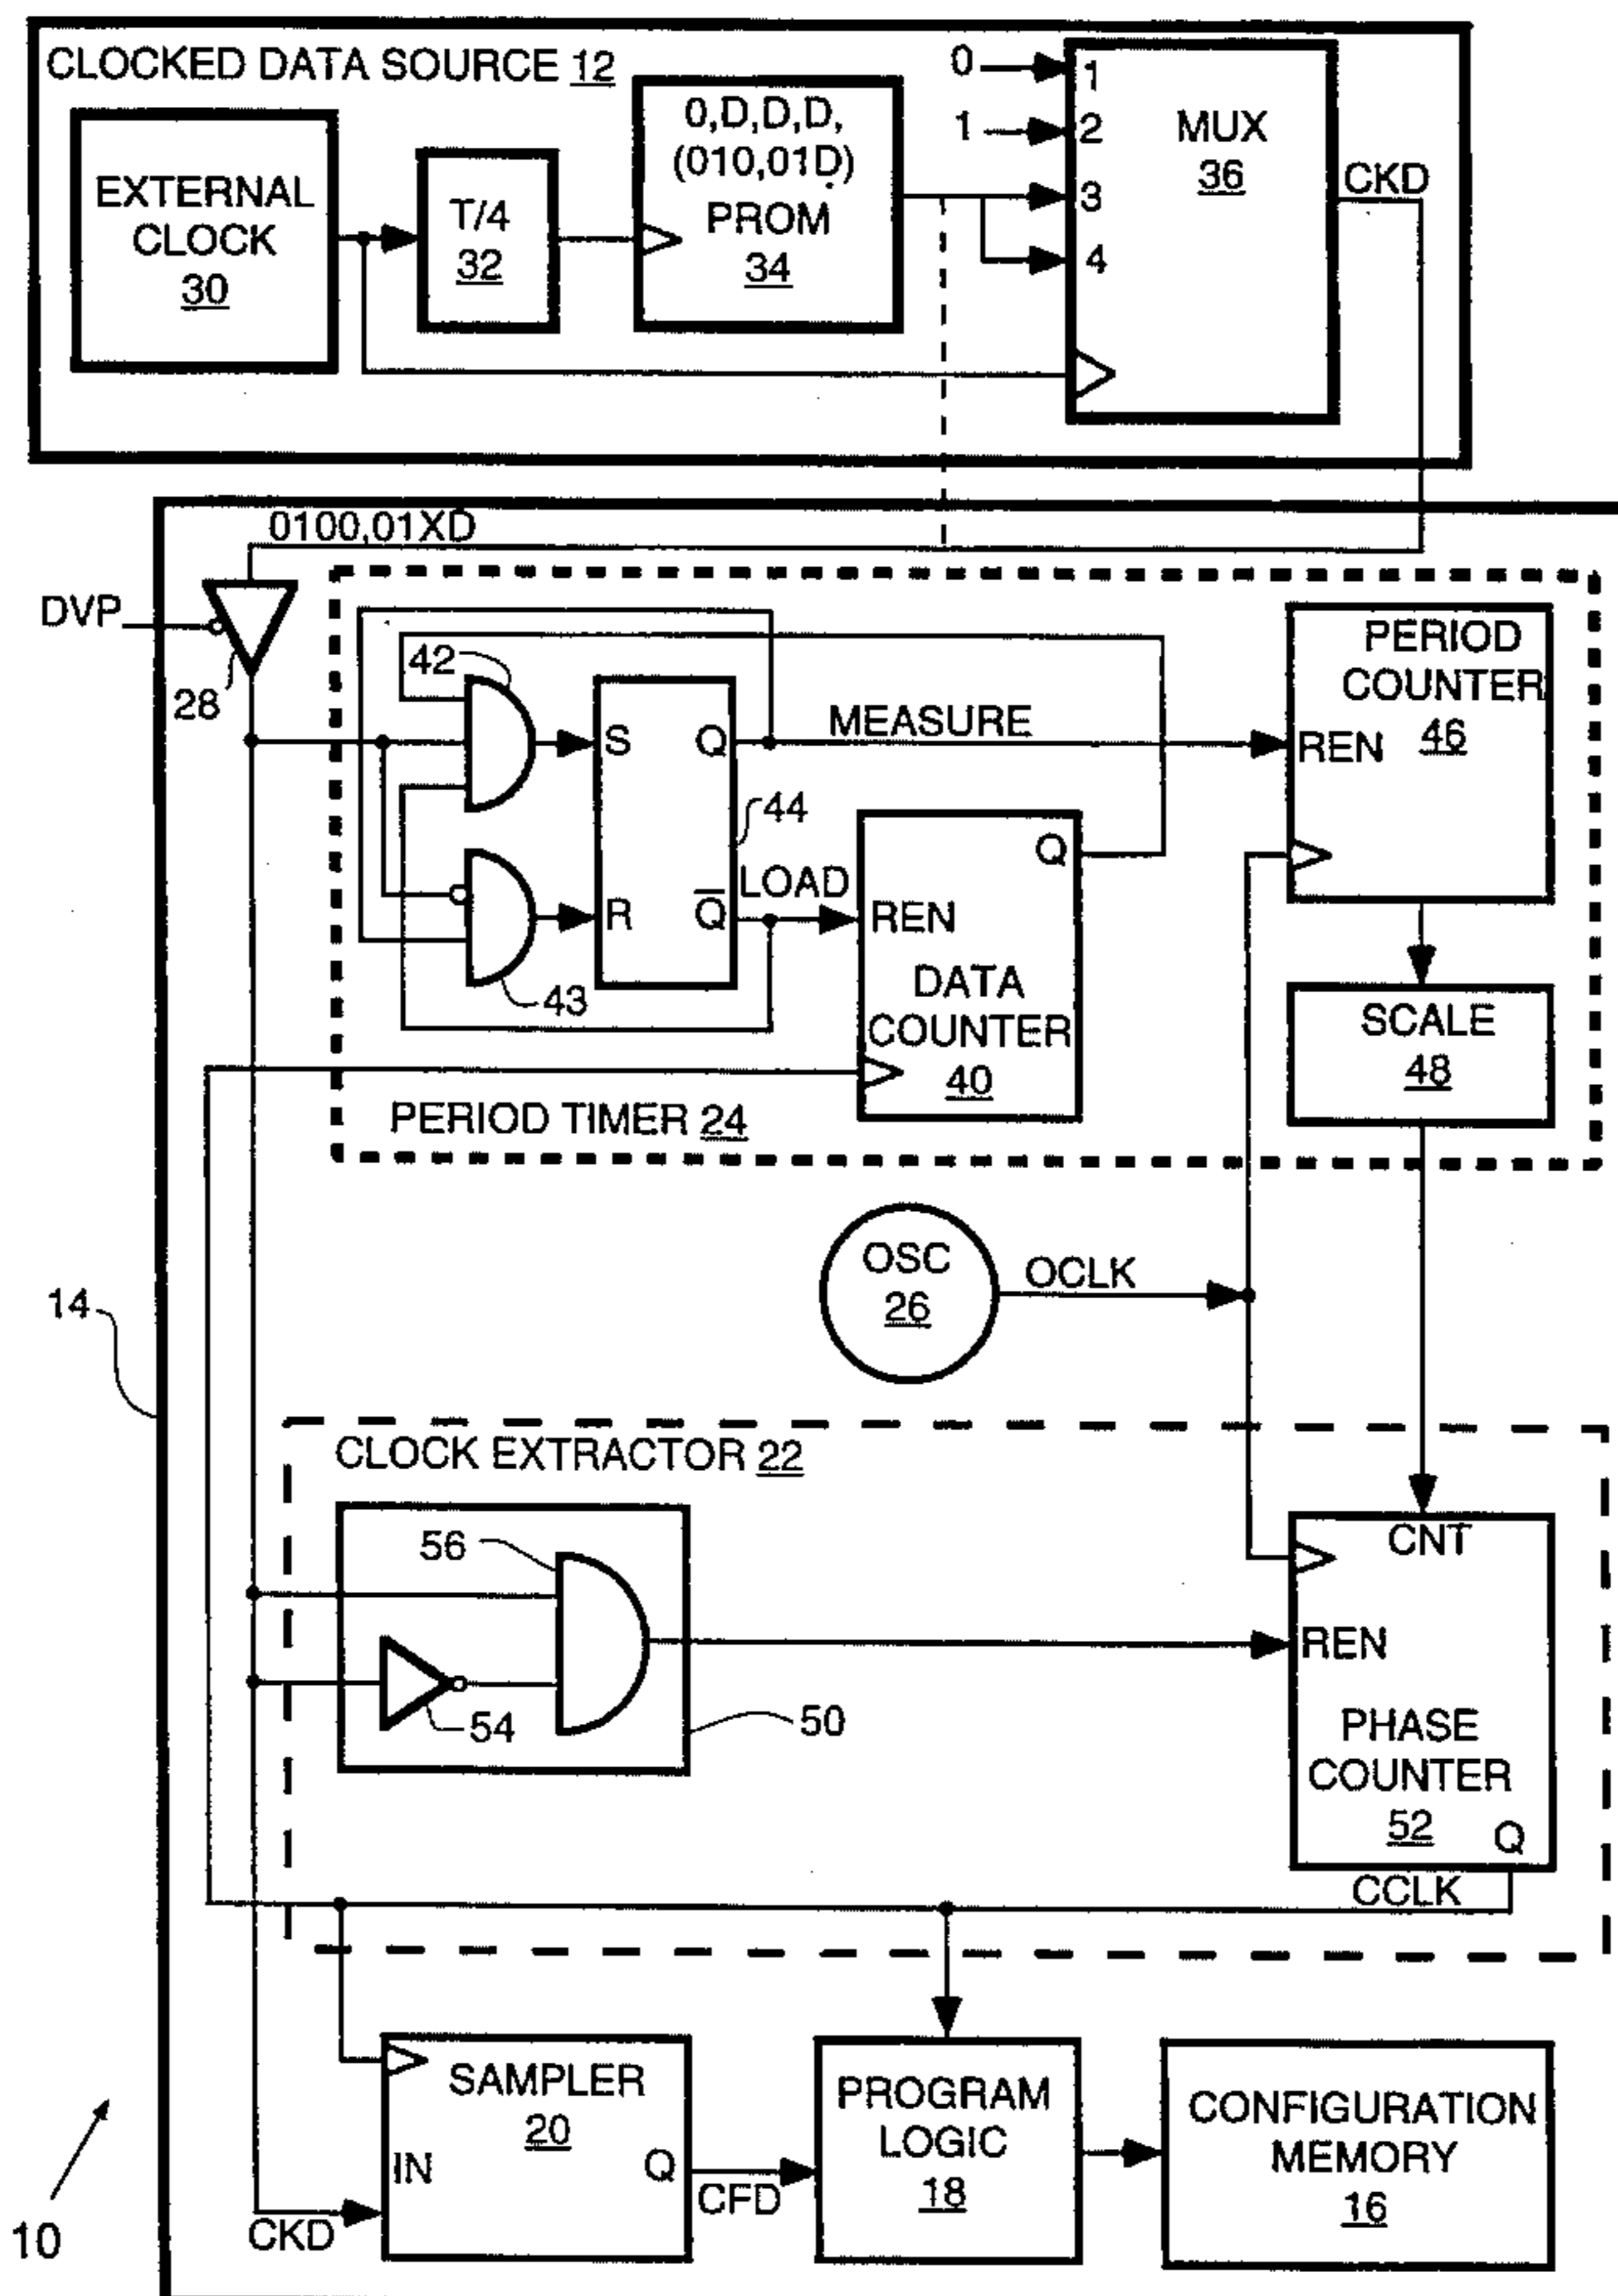 CLOCKED DATA SOURCE 12
EXTERNAL
CLOCK
30
T/4
32
0,D,D,D,
(010,01D)
PROM
34
0
1
1
2
3
4
MUX
36
CKD
0100,01XD
DVP
28
42
43
S
R
Q
Q̅
44
MEASURE
LOAD
REN
Q
DATA
COUNTER
40
PERIOD
COUNTER
46
REN
SCALE
48
PERIOD TIMER 24
OSC
26
OCLK
14
CLOCK EXTRACTOR 22
56
54
50
CNT
REN
PHASE
COUNTER
52
Q
CCLK
SAMPLER
20
IN
Q
CKD
CFD
PROGRAM
LOGIC
18
CONFIGURATION
MEMORY
16
10